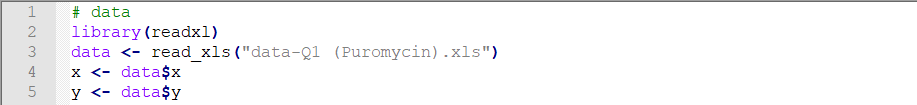 1 # data
2 library(readxl)
3 data <- read_xls("data-Q1 (Puromycin).xls")
4 x <- data$x
5 y <- data$y